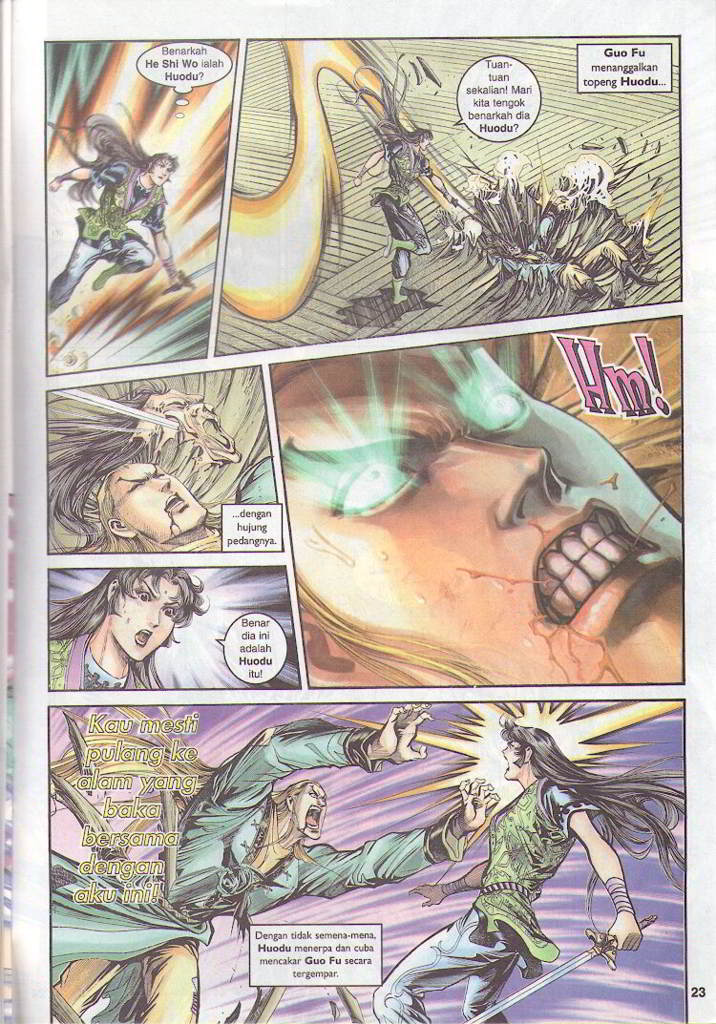 Benarkah
He Shi Wo ialah
Huodu?
Tuan-
tuan
sekalian! Mari
kita tengok
benarkah dia
Huodu?
Guo Fu
menanggalkan
topeng Huodu...
...dengan
hujung
pedangnya.
Hm!
Benar
dia ini
adalah
Huodu
itu!
Kau mesti
pulang ke
alam yang
baka
bersama
dengan
aku ini!
Dengan tidak semena-mena,
Huodu menerpa dan cuba
mencakar Guo Fu secara
tergempar.
23